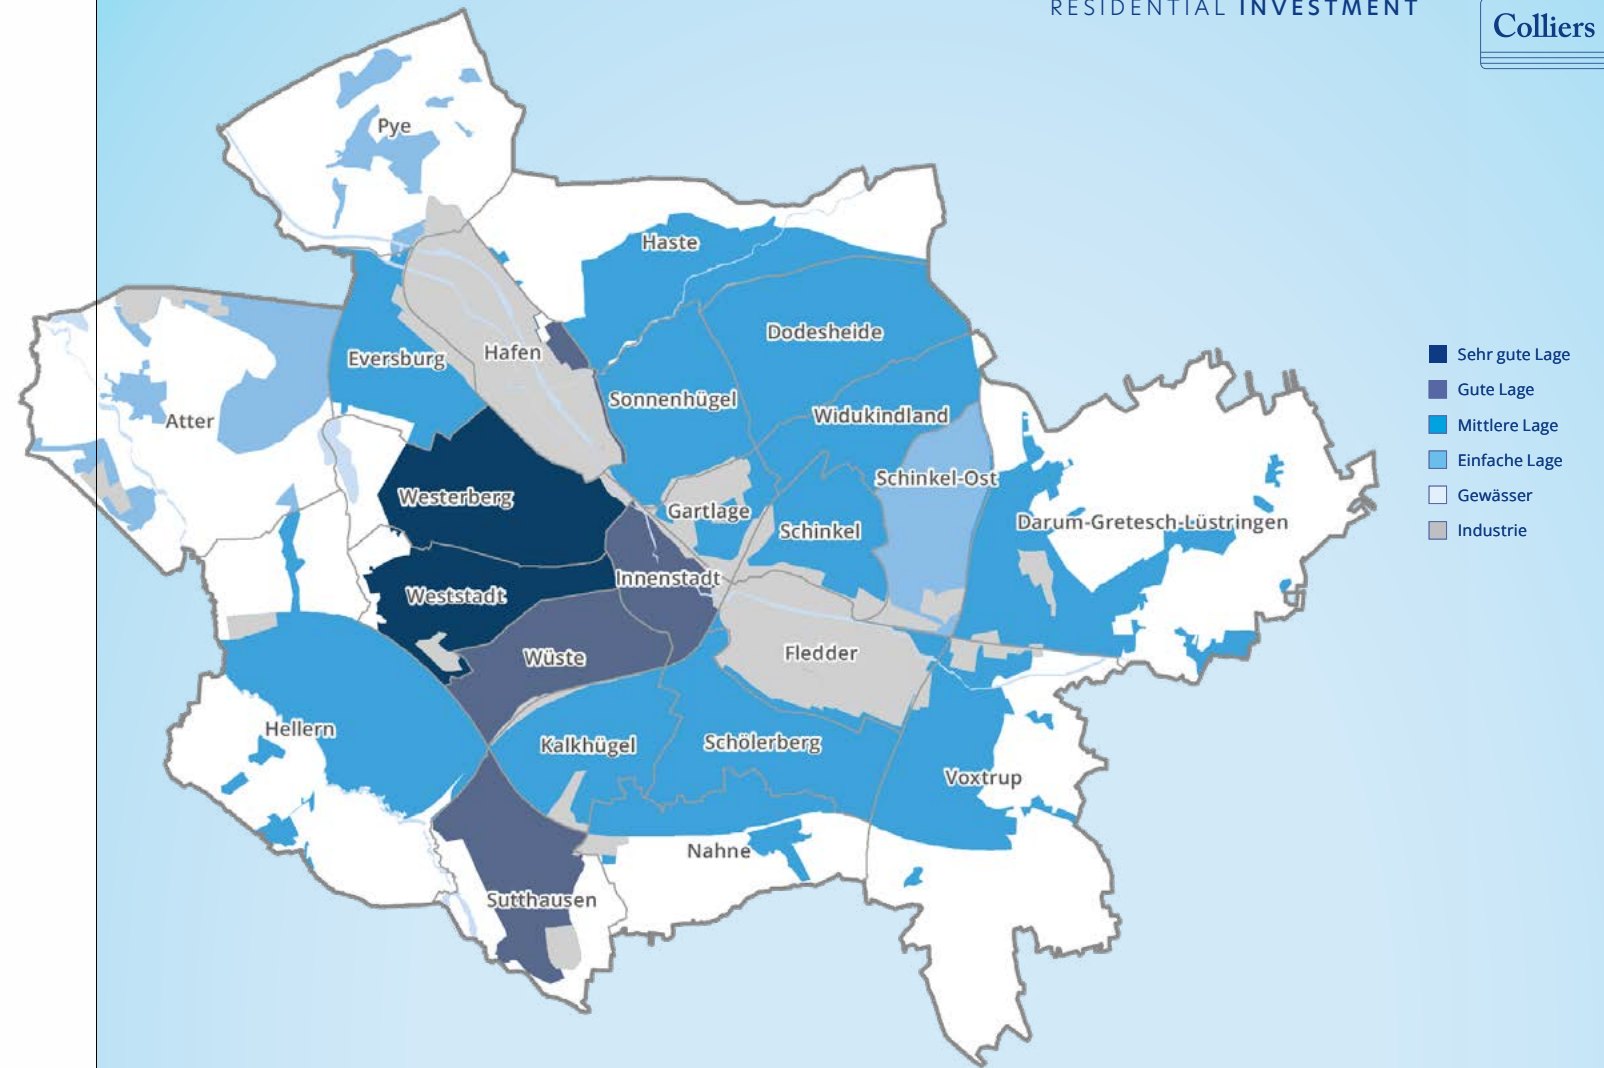 RESIDENTIAL INVESTMENT
Colliers
Pye
Haste
Dodesheide
Hafen
Eversburg
Sonnenhügel
Widukindland
Atter
Schinkel-Ost
Westerberg
Gartlage
Schinkel
Darum-Gretesch-Lüstringen
Innenstadt
Weststadt
Wüste
Fledder
Hellern
Kalkhügel
Schölerberg
Voxtrup
Nahne
Sutthausen
Sehr gute Lage
Gute Lage
Mittlere Lage
Einfache Lage
Gewässer
Industrie